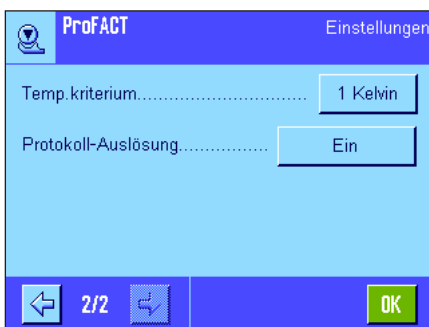 ProFACT
Einstellungen
Temp.kriterium............................... 1 Kelvin
Protokoll-Auslösung................ Ein
2/2
OK